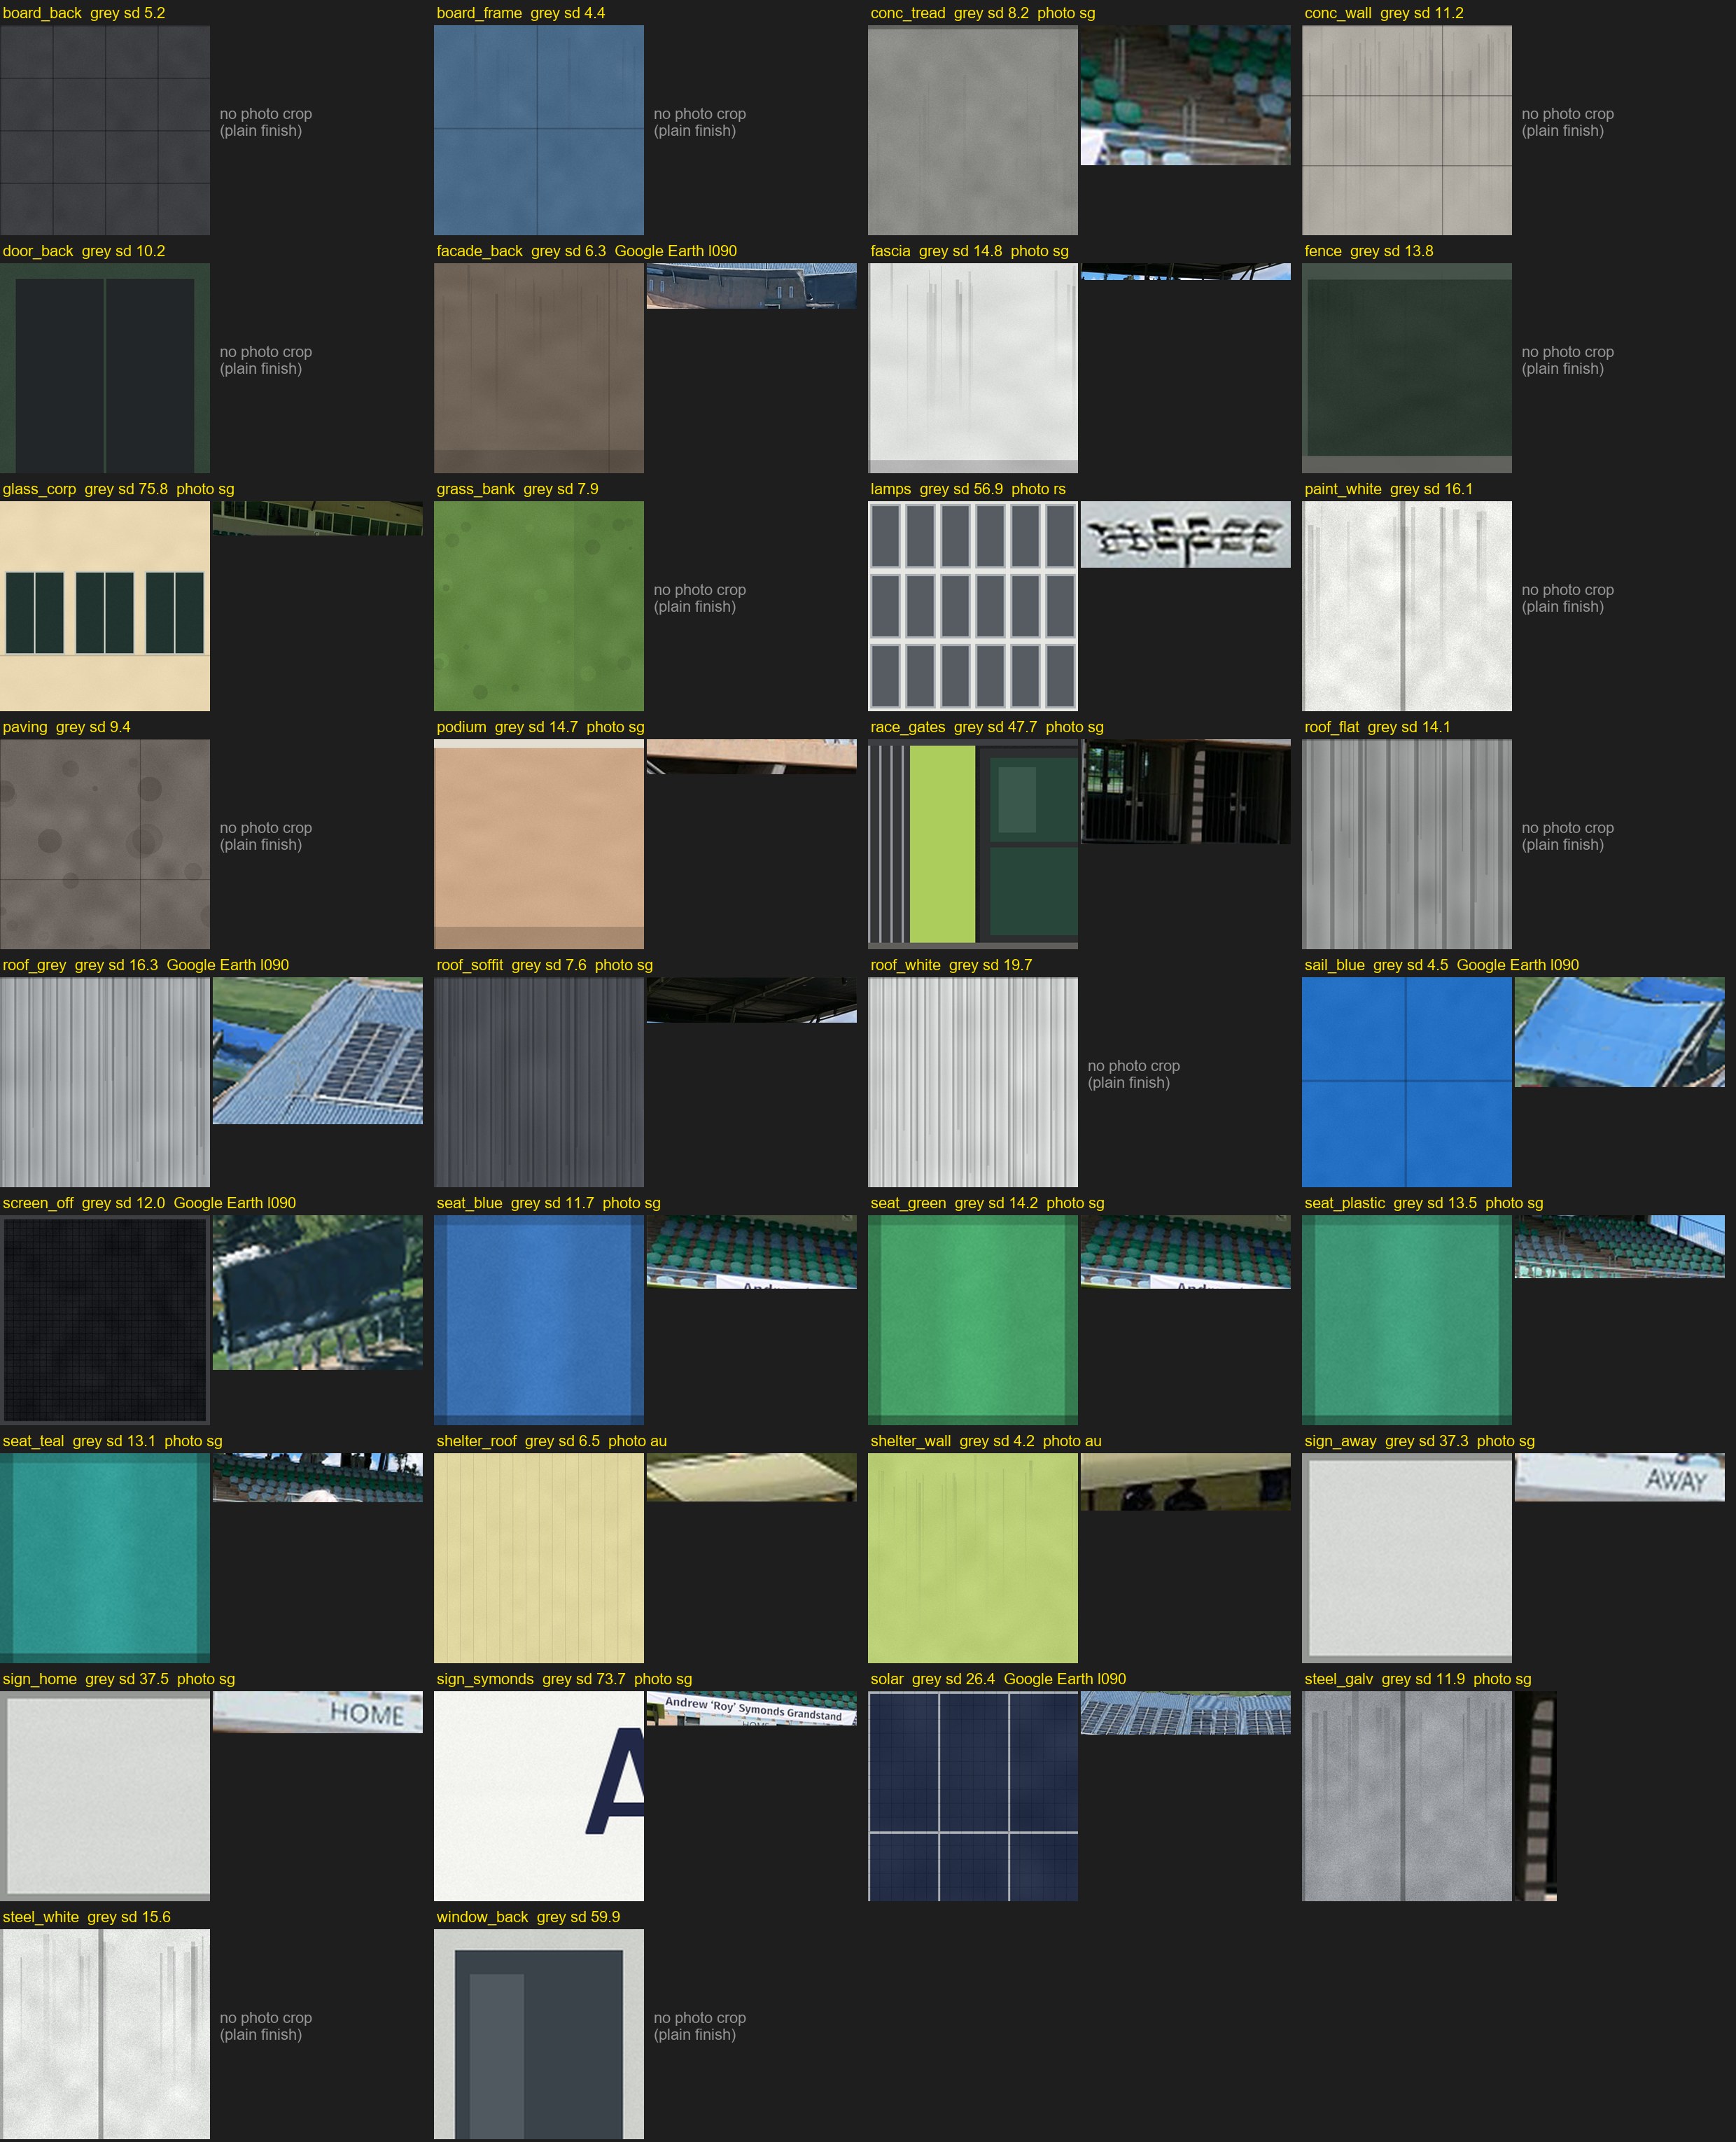 board_back grey sd 5.2
board_frame grey sd 4.4
conc_tread grey sd 8.2 photo sg
conc_wall grey sd 11.2
no photo crop
(plain finish)
no photo crop
(plain finish)
no photo crop
(plain finish)
door_back grey sd 10.2
facade_back grey sd 6.3 Google Earth l090
fascia grey sd 14.8 photo sg
fence grey sd 13.8
no photo crop
(plain finish)
no photo crop
(plain finish)
glass_corp grey sd 75.8 photo sg
grass_bank grey sd 7.9
lamps grey sd 56.9 photo rs
paint_white grey sd 16.1
no photo crop
(plain finish)
no photo crop
(plain finish)
paving grey sd 9.4
podium grey sd 14.7 photo sg
race_gates grey sd 47.7 photo sg
roof_flat grey sd 14.1
no photo crop
(plain finish)
no photo crop
(plain finish)
roof_grey grey sd 16.3 Google Earth l090
roof_soffit grey sd 7.6 photo sg
roof_white grey sd 19.7
sail_blue grey sd 4.5 Google Earth l090
no photo crop
(plain finish)
screen_off grey sd 12.0 Google Earth l090
seat_blue grey sd 11.7 photo sg
seat_green grey sd 14.2 photo sg
seat_plastic grey sd 13.5 photo sg
seat_teal grey sd 13.1 photo sg
shelter_roof grey sd 6.5 photo au
shelter_wall grey sd 4.2 photo au
sign_away grey sd 37.3 photo sg
AWAY
sign_home grey sd 37.5 photo sg
sign_symonds grey sd 73.7 photo sg
solar grey sd 26.4 Google Earth l090
steel_galv grey sd 11.9 photo sg
HOME
A
Andrew 'Roy' Symonds Grandstand
HOME
steel_white grey sd 15.6
window_back grey sd 59.9
no photo crop
(plain finish)
no photo crop
(plain finish)